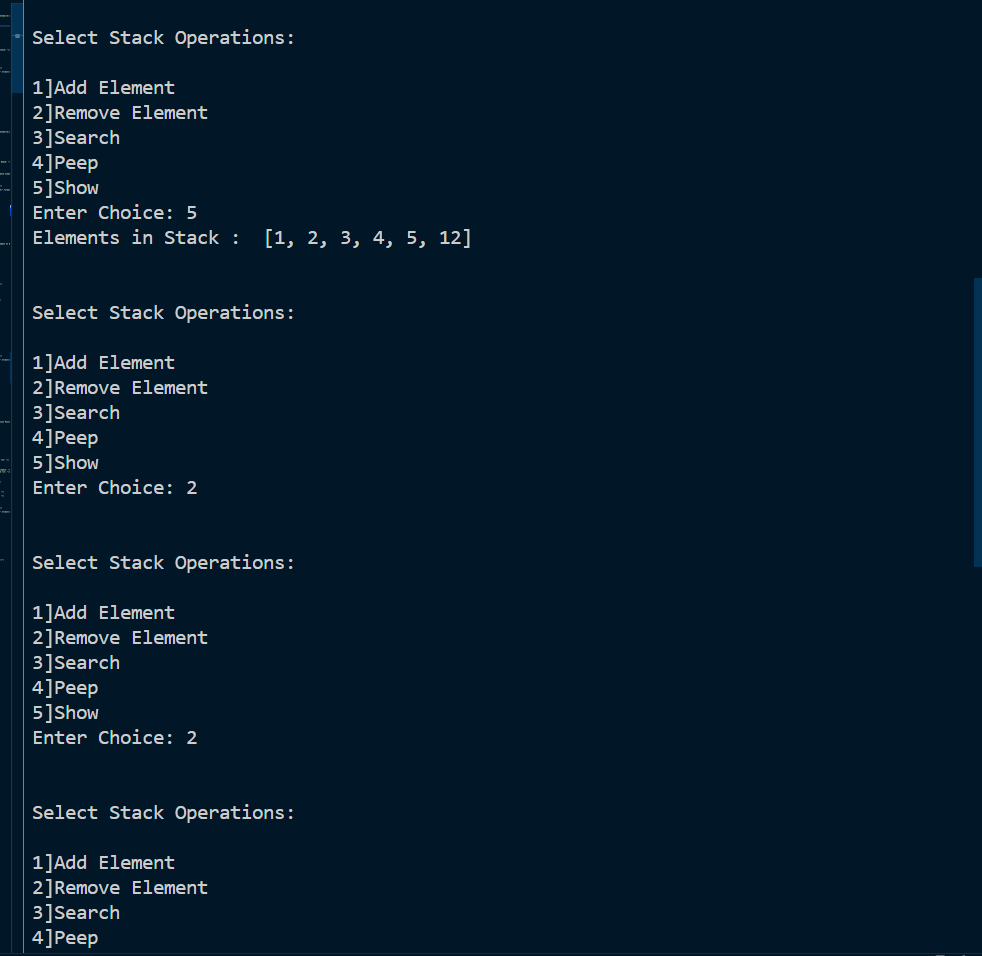 Select Stack Operations:
1]Add Element
2]Remove Element
3]Search
4]Peep
5]Show
Enter Choice: 5
Elements in Stack :  [1, 2, 3, 4, 5, 12]
Select Stack Operations:
1]Add Element
2]Remove Element
3]Search
4]Peep
5]Show
Enter Choice: 2
Select Stack Operations:
1]Add Element
2]Remove Element
3]Search
4]Peep
5]Show
Enter Choice: 2
Select Stack Operations:
1]Add Element
2]Remove Element
3]Search
4]Peep